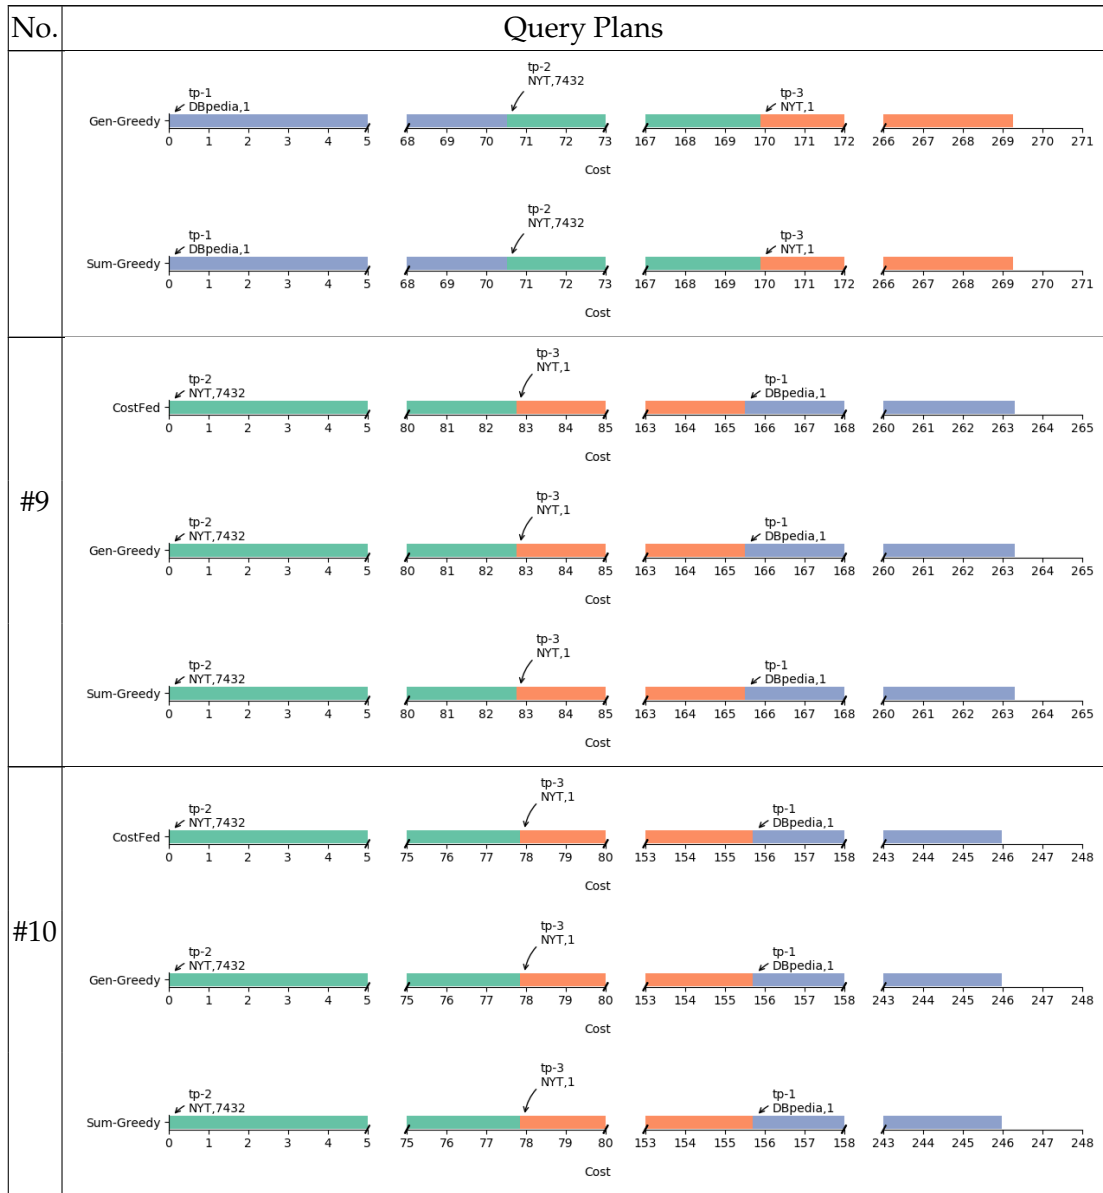 No. Query Plans
tp-2
NYT,7432
tp-1
DBpedia,1
tp-3
NYT,1
Gen-Greedy
0 1 2 3 4 5 68 69 70 71 72 73 167 168 169 170 171 172 266 267 268 269 270 271
Cost
tp-2
NYT,7432
tp-1
DBpedia,1
tp-3
NYT,1
Sum-Greedy
0 1 2 3 4 5 68 69 70 71 72 73 167 168 169 170 171 172 266 267 268 269 270 271
Cost
#9
tp-3
NYT,1
tp-2
NYT,7432
tp-1
DBpedia,1
CostFed
0 1 2 3 4 5 80 81 82 83 84 85 163 164 165 166 167 168 260 261 262 263 264 265
Cost
tp-3
NYT,1
tp-2
NYT,7432
tp-1
DBpedia,1
Gen-Greedy
0 1 2 3 4 5 80 81 82 83 84 85 163 164 165 166 167 168 260 261 262 263 264 265
Cost
tp-3
NYT,1
tp-2
NYT,7432
tp-1
DBpedia,1
Sum-Greedy
0 1 2 3 4 5 80 81 82 83 84 85 163 164 165 166 167 168 260 261 262 263 264 265
Cost
#10
tp-3
NYT,1
tp-2
NYT,7432
tp-1
DBpedia,1
CostFed
0 1 2 3 4 5 75 76 77 78 79 80 153 154 155 156 157 158 243 244 245 246 247 248
Cost
tp-3
NYT,1
tp-2
NYT,7432
tp-1
DBpedia,1
Gen-Greedy
0 1 2 3 4 5 75 76 77 78 79 80 153 154 155 156 157 158 243 244 245 246 247 248
Cost
tp-3
NYT,1
tp-2
NYT,7432
tp-1
DBpedia,1
Sum-Greedy
0 1 2 3 4 5 75 76 77 78 79 80 153 154 155 156 157 158 243 244 245 246 247 248
Cost